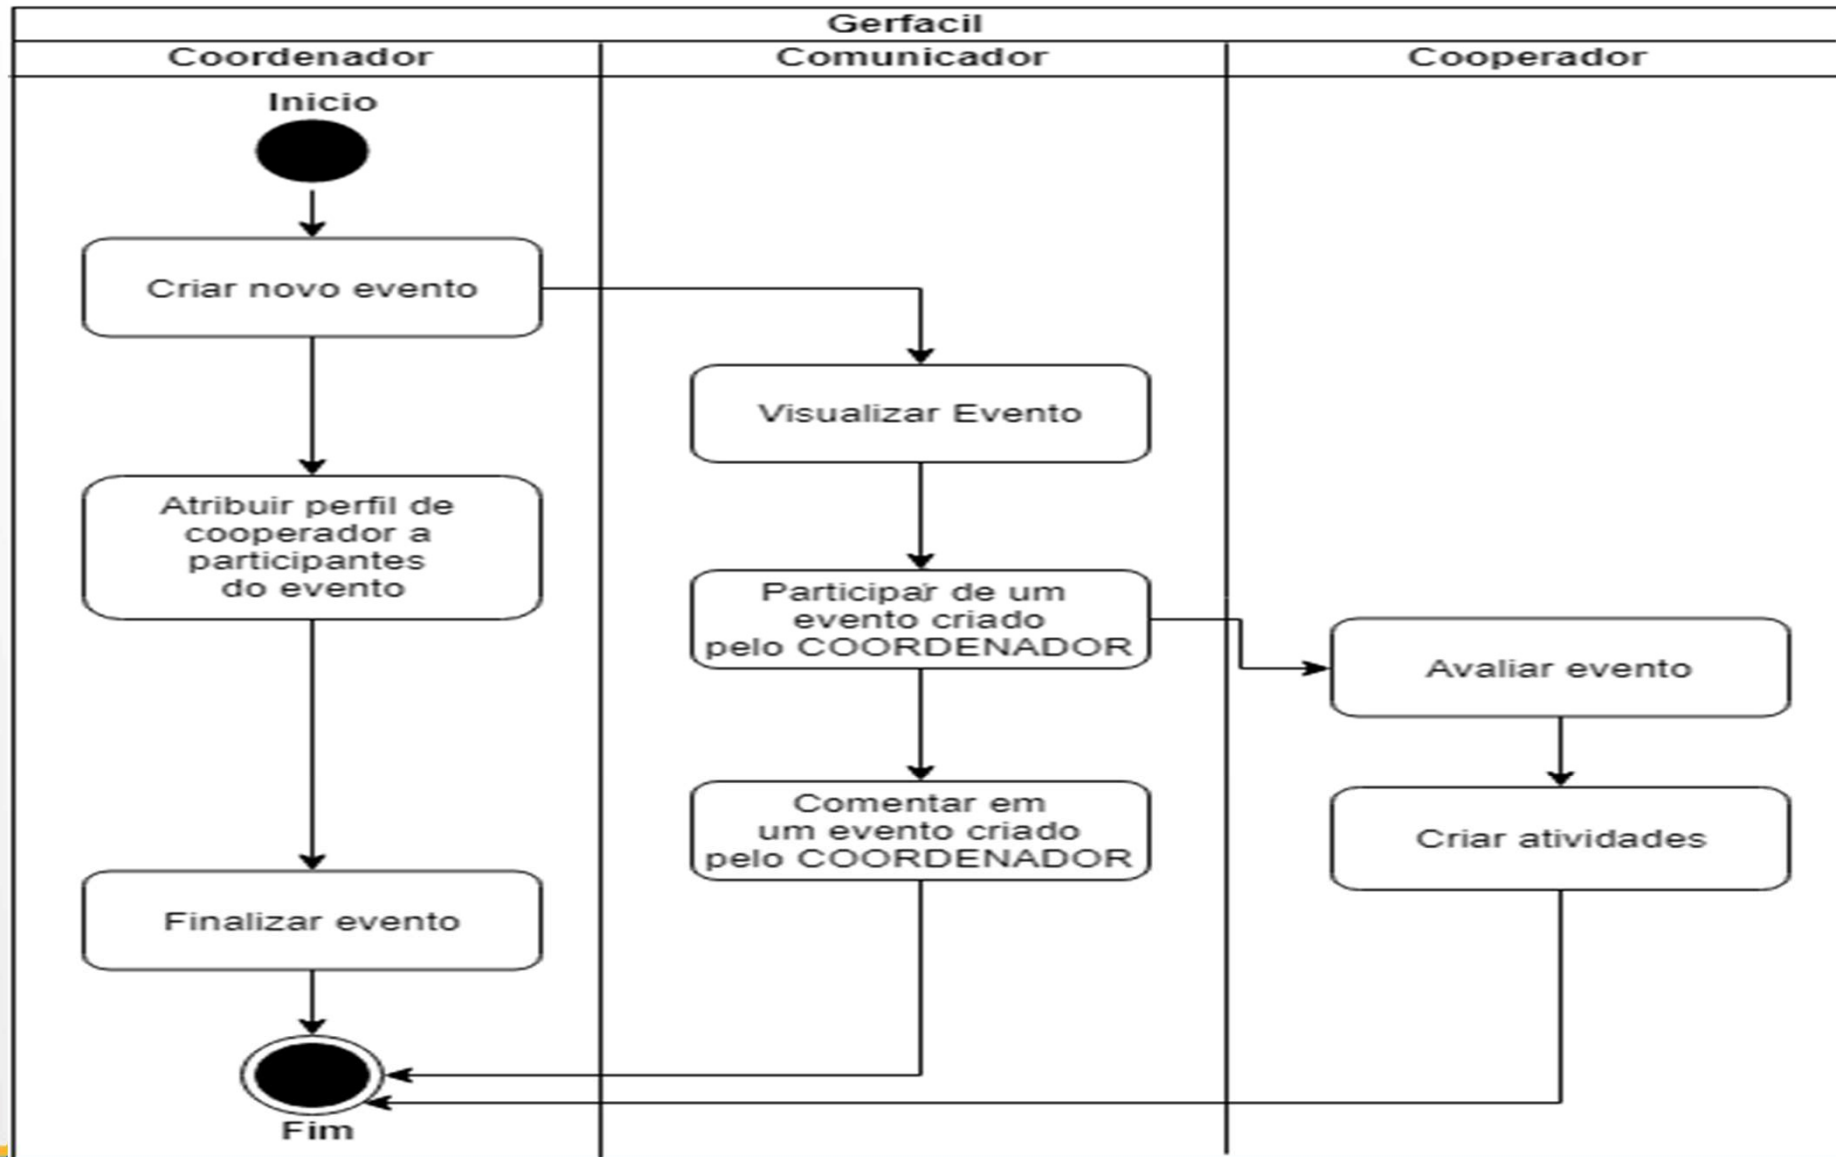 Gerfacil
Coordenador
Comunicador
Cooperador
Inicio
Criar novo evento
Visualizar Evento
Atribuir perfil de
cooperador a
participantes
do evento
Participar de um
evento criado
pelo COORDENADOR
Avaliar evento
Comentar em
um evento criado
pelo COORDENADOR
Criar atividades
Finalizar evento
Fim